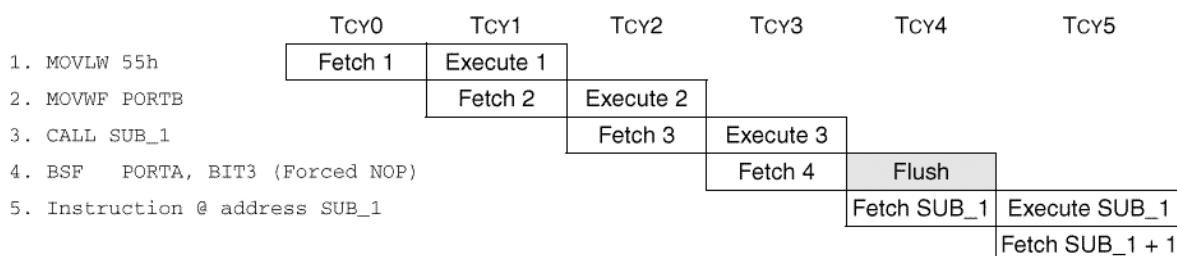 TCY0 TCY1 TCY2 TCY3 TCY4 TCY5
1. MOVLW 55h Fetch 1 Execute 1
2. MOVWF PORTB Fetch 2 Execute 2
3. CALL SUB_1 Fetch 3 Execute 3
4. BSF PORTA, BIT3 (Forced NOP) Fetch 4 Flush
5. Instruction @ address SUB_1 Fetch SUB_1 Execute SUB_1
Fetch SUB_1 + 1